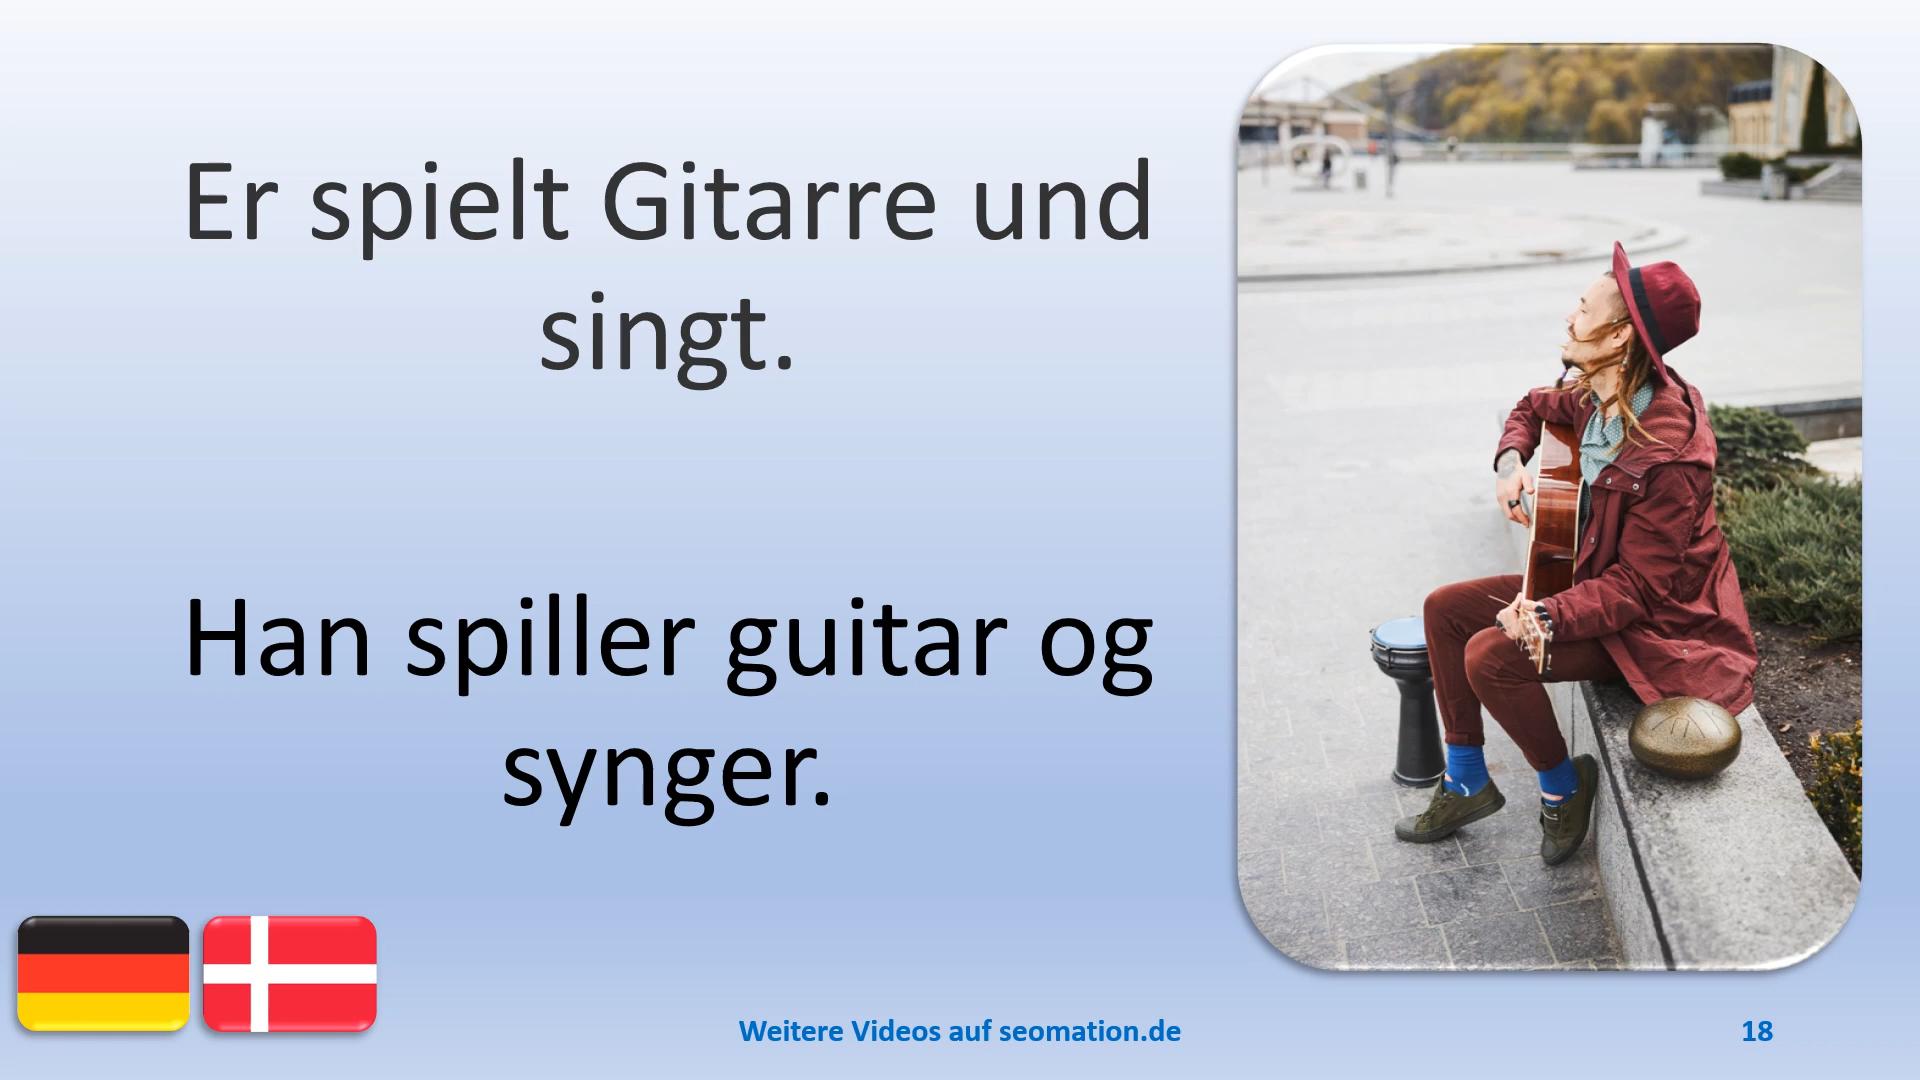 Er spielt Gitarre und
singt.
Han spiller guitar og
synger.
Weitere Videos auf seomation.de
18